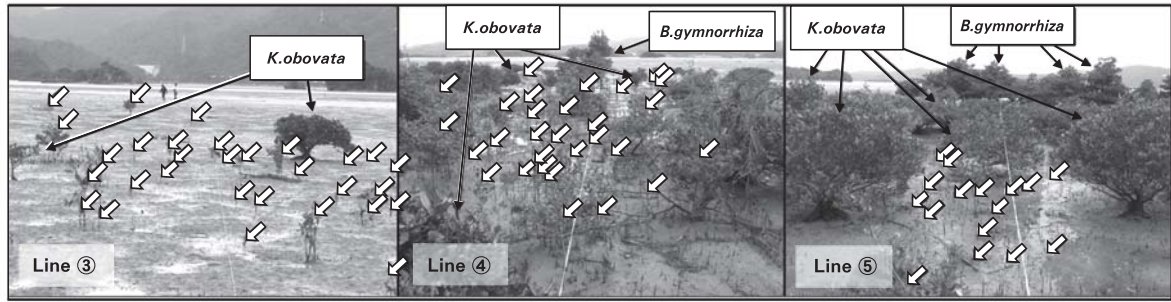 K.obovata
Line ③
K.obovata
B.gymnorrhiza
Line ④
K.obovata
B.gymnorrhiza
Line ⑤